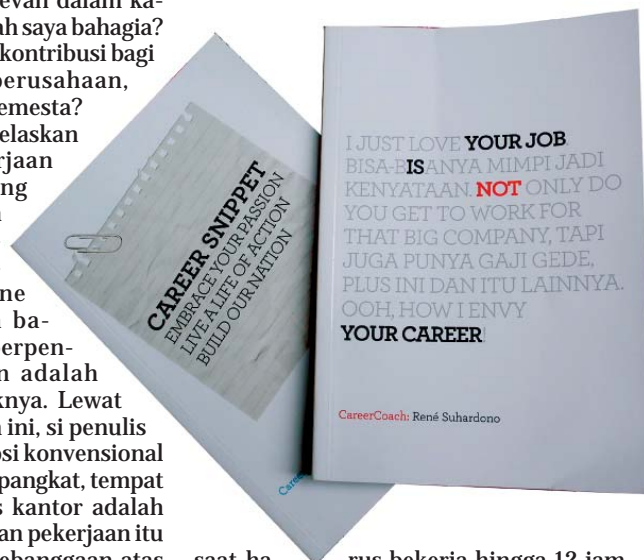 evan dalam ka-
ah saya bahagia?
kontribusi bagi
erusahaan,
emesta?
elaskan
rjaan
ng
ne
ba-
erpen-
n adalah
knya. Lewat
ini, si penulis
si konvensional
pangkat, tempat
s kantor adalah
an pekerjaan itu
ebanggaan atas
CAREER SNIPPET
EMBRACE YOUR PASSION
LIVE A LIFE OF ACTION
BUILD OUR NATION
I JUST LOVE YOUR JOB
BISA-BISANYA MIMPI JADI
KENYATAAN. NOT ONLY DO
YOU GET TO WORK FOR
THAT BIG COMPANY, TAPI
JUGA PUNYA GAJI GEDE,
PLUS INI DAN ITU LAINNYA.
OOH, HOW I ENVY
YOUR CAREER!
CareerCoach: René Suhardono
saat ha-
rus bekerja hingga 12 jam